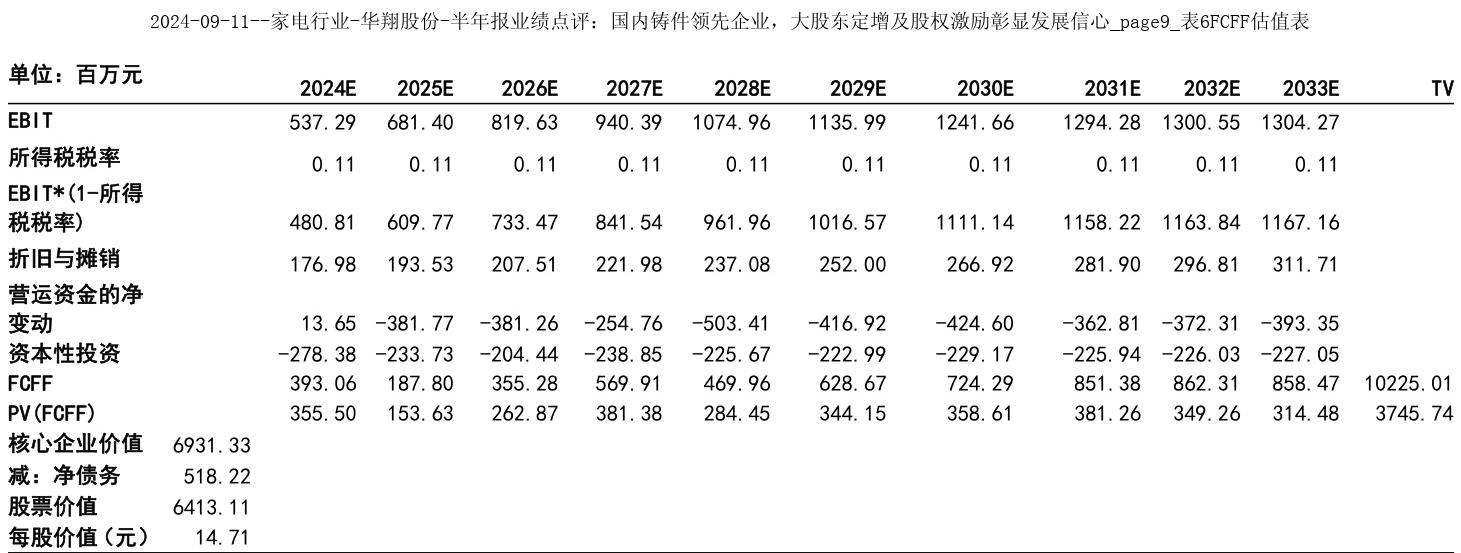 2024-09-11--家电行业-华翔股份-半年报业绩点评：国内铸件领先企业，大股东定增及股权激励彰显发展信心_page9_表6FCFF估值表
单位：百万元 2024E 2025E 2026E 2027E 2028E 2029E 2030E 2031E 2032E 2033E TV
EBIT 537.29 681.40 819.63 940.39 1074.96 1135.99 1241.66 1294.28 1300.55 1304.27
所得税税率 0.11 0.11 0.11 0.11 0.11 0.11 0.11 0.11 0.11 0.11
EBIT*(1-所得
税税率) 480.81 609.77 733.47 841.54 961.96 1016.57 1111.14 1158.22 1163.84 1167.16
折旧与摊销 176.98 193.53 207.51 221.98 237.08 252.00 266.92 281.90 296.81 311.71
营运资金的净
变动 13.65 -381.77 -381.26 -254.76 -503.41 -416.92 -424.60 -362.81 -372.31 -393.35
资本性投资 -278.38 -233.73 -204.44 -238.85 -225.67 -222.99 -229.17 -225.94 -226.03 -227.05
FCFF 393.06 187.80 355.28 569.91 469.96 628.67 724.29 851.38 862.31 858.47 10225.01
PV(FCFF) 355.50 153.63 262.87 381.38 284.45 344.15 358.61 381.26 349.26 314.48 3745.74
核心企业价值 6931.33
减：净债务 518.22
股票价值 6413.11
每股价值（元） 14.71